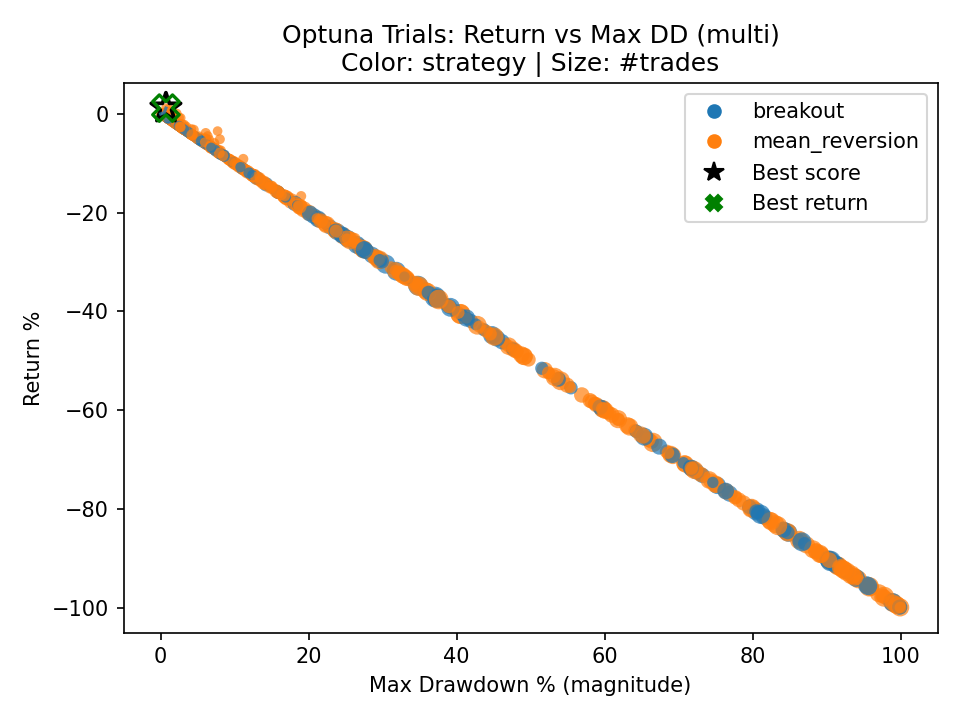 Optuna Trials: Return vs Max DD (multi)
Color: strategy | Size: #trades
breakout
mean_reversion
Best score
Best return
Return %
0
−20
−40
−60
−80
−100
0 20 40 60 80 100
Max Drawdown % (magnitude)